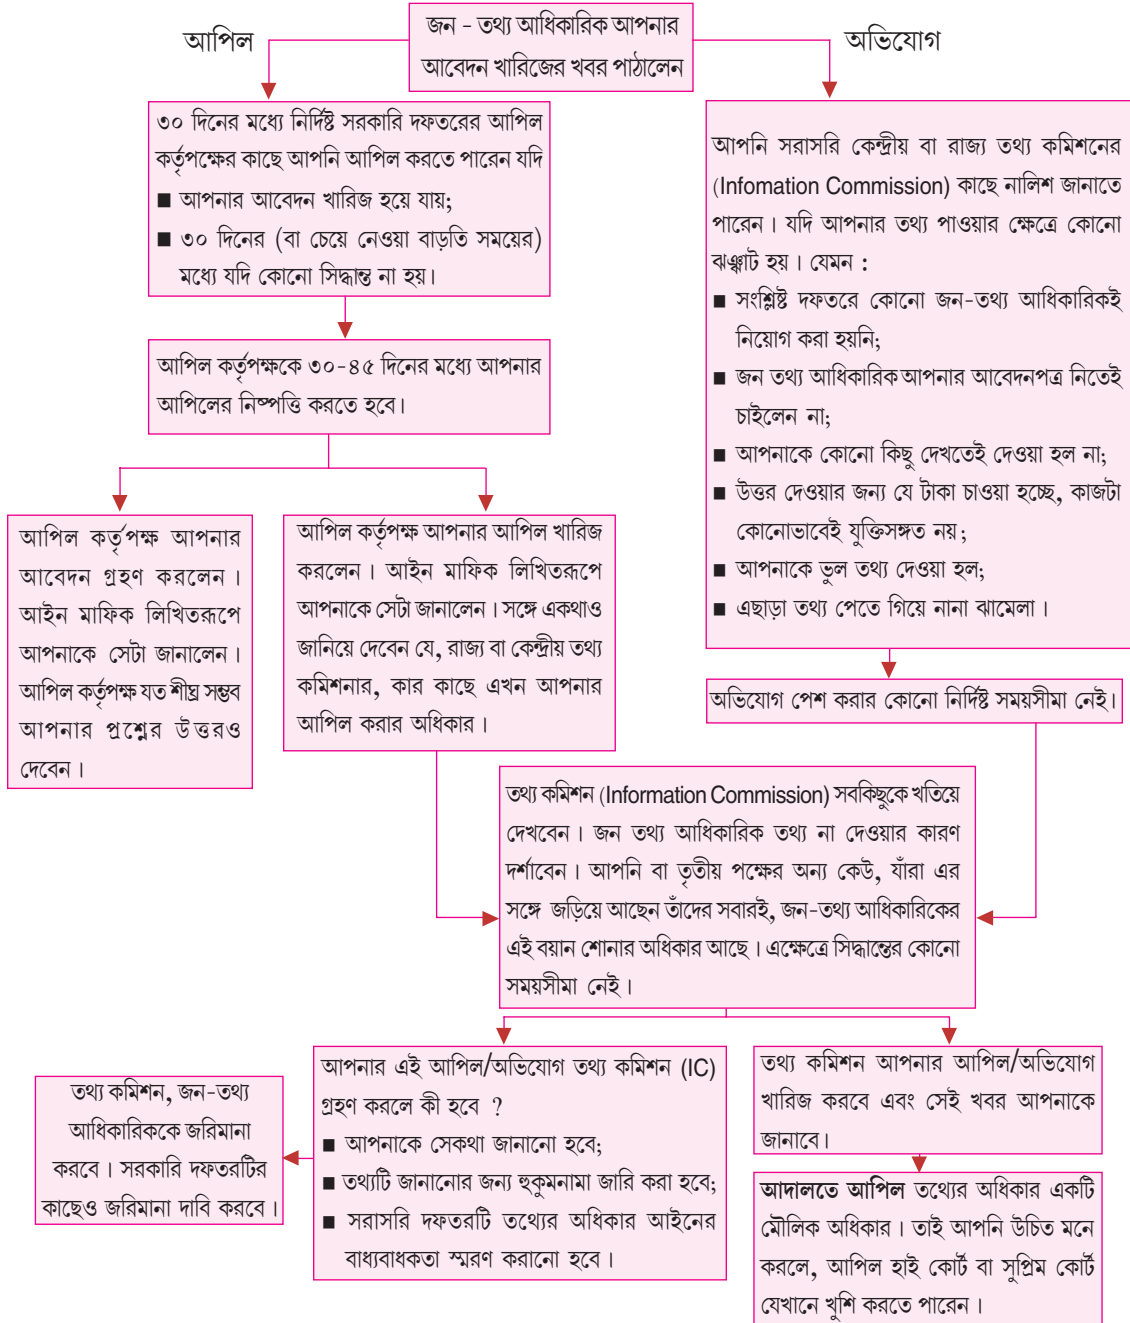 আপিল
জন - তথ্য আধিকারিক আপনার
আবেদন খারিজের খবর পাঠালেন
অভিযোগ
৩০ দিনের মধ্যে নির্দিষ্ট সরকারি দফতরের আপিল
কর্তৃপক্ষের কাছে আপনি আপিল করতে পারেন যদি
■ আপনার আবেদন খারিজ হয়ে যায়;
■ ৩০ দিনের (বা চেয়ে নেওয়া বাড়তি সময়ের)
মধ্যে যদি কোনো সিদ্ধান্ত না হয়।
আপিল কর্তৃপক্ষকে ৩০-৪৫ দিনের মধ্যে আপনার
আপিলের নিষ্পত্তি করতে হবে।
আপিল কর্তৃপক্ষ আপনার
আবেদন গ্রহণ করলেন।
আইন মাফিক লিখিতরূপে
আপনাকে সেটা জানালেন।
আপিল কর্তৃপক্ষ যত শীঘ্র সম্ভব
আপনার প্রশ্নের উত্তরও
দেবেন।
আপিল কর্তৃপক্ষ আপনার আপিল খারিজ
করলেন। আইন মাফিক লিখিতরূপে
আপনাকে সেটা জানালেন। সঙ্গে একথাও
জানিয়ে দেবেন যে, রাজ্য বা কেন্দ্রীয় তথ্য
কমিশনার, কার কাছে এখন আপনার
আপিল করার অধিকার।
আপনি সরাসরি কেন্দ্রীয় বা রাজ্য তথ্য কমিশনের
(Infomation Commission) কাছে নালিশ জানাতে
পারেন। যদি আপনার তথ্য পাওয়ার ক্ষেত্রে কোনো
ঝঞ্ঝাট হয়। যেমন :
■ সংশ্লিষ্ট দফতরে কোনো জন-তথ্য আধিকারিকই
নিয়োগ করা হয়নি;
■ জন তথ্য আধিকারিক আপনার আবেদনপত্র নিতেই
চাইলেন না;
■ আপনাকে কোনো কিছু দেখতেই দেওয়া হল না;
■ উত্তর দেওয়ার জন্য যে টাকা চাওয়া হচ্ছে, কাজটা
কোনোভাবেই যুক্তিসঙ্গত নয়;
■ আপনাকে ভুল তথ্য দেওয়া হল;
■ এছাড়া তথ্য পেতে গিয়ে নানা ঝামেলা।
অভিযোগ পেশ করার কোনো নির্দিষ্ট সময়সীমা নেই।
তথ্য কমিশন (Information Commission) সবকিছুকে খতিয়ে
দেখবেন। জন তথ্য আধিকারিক তথ্য না দেওয়ার কারণ
দর্শাবেন। আপনি বা তৃতীয় পক্ষের অন্য কেউ, যাঁরা এর
সঙ্গে জড়িয়ে আছেন তাঁদের সবারই, জন-তথ্য আধিকারিকের
এই বয়ান শোনার অধিকার আছে। এক্ষেত্রে সিদ্ধান্তের কোনো
সময়সীমা নেই।
তথ্য কমিশন, জন-তথ্য
আধিকারিককে জরিমানা
করবে। সরকারি দফতরটির
কাছেও জরিমানা দাবি করবে।
আপনার এই আপিল/অভিযোগ তথ্য কমিশন (IC)
গ্রহণ করলে কী হবে ?
■ আপনাকে সেকথা জানানো হবে;
■ তথ্যটি জানানোর জন্য হুকুমনামা জারি করা হবে;
■ সরাসরি দফতরটি তথ্যের অধিকার আইনের
বাধ্যবাধকতা স্মরণ করানো হবে।
তথ্য কমিশন আপনার আপিল/অভিযোগ
খারিজ করবে এবং সেই খবর আপনাকে
জানাবে।
আদালতে আপিল তথ্যের অধিকার একটি
মৌলিক অধিকার। তাই আপনি উচিত মনে
করলে, আপিল হাই কোর্ট বা সুপ্রিম কোর্ট
যেখানে খুশি করতে পারেন।